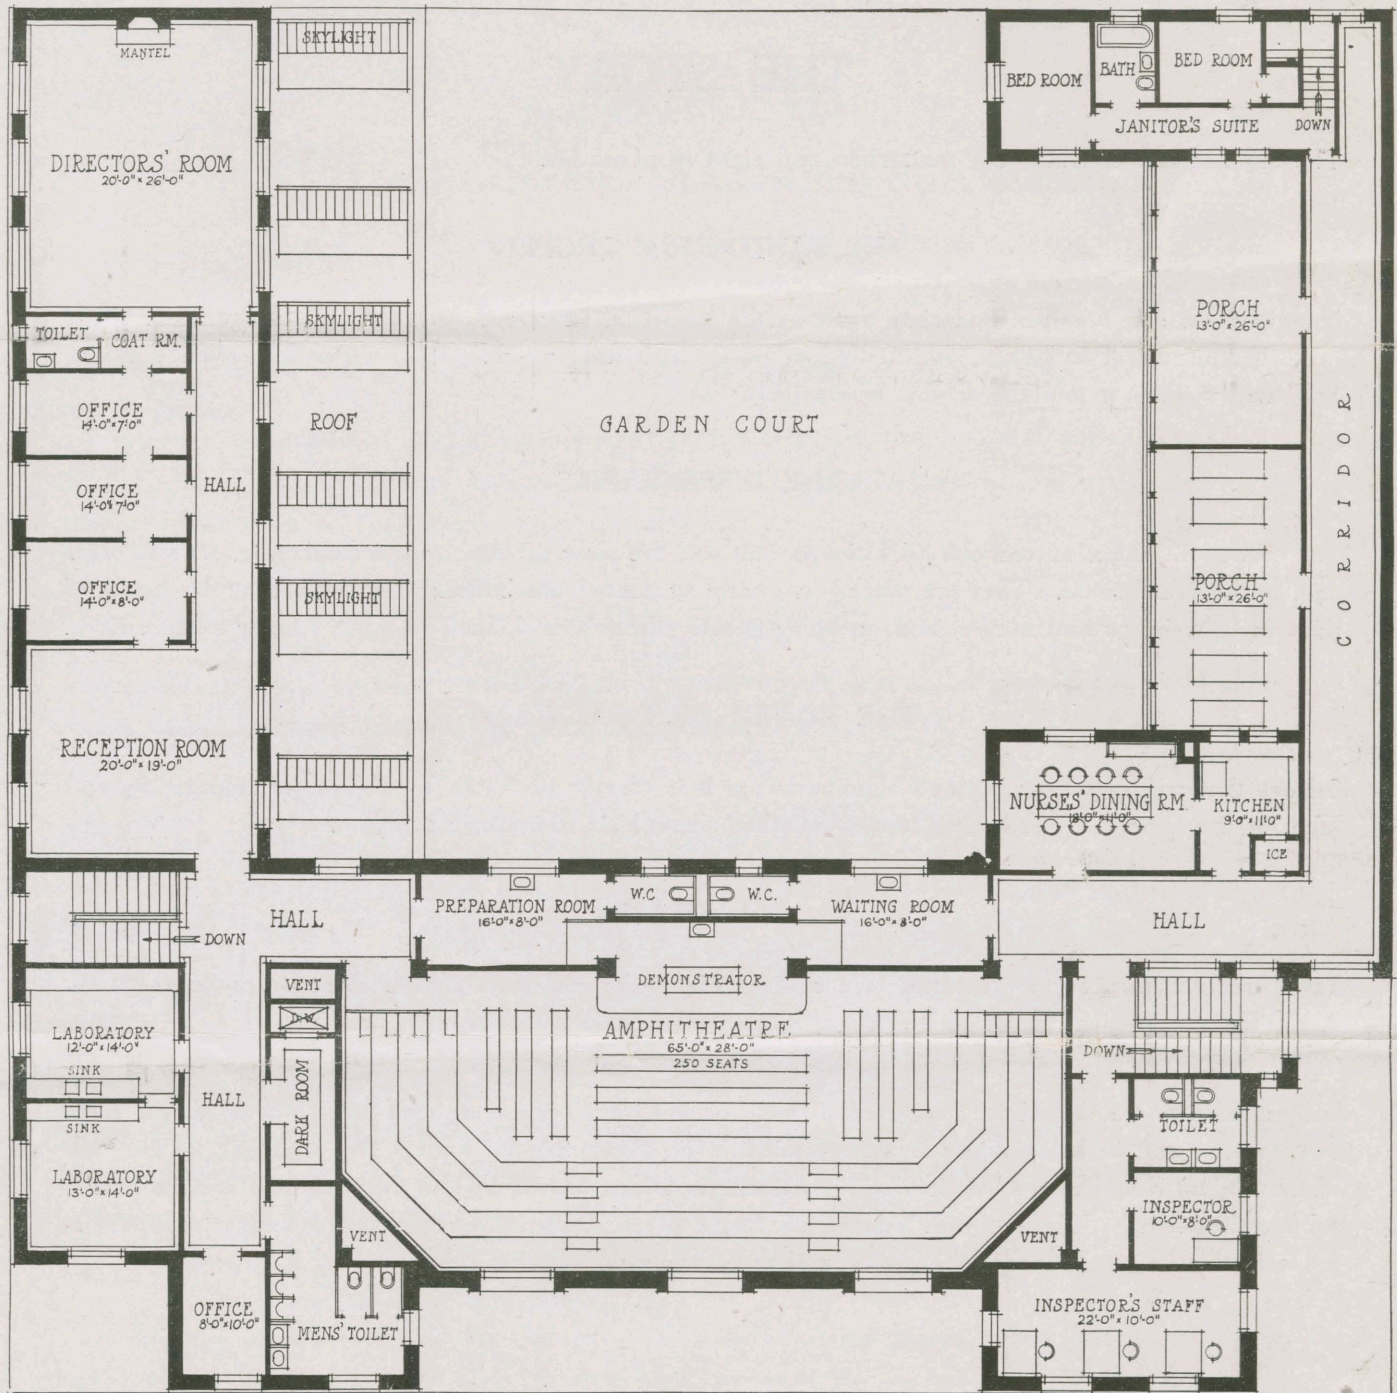 MANTEL
DIRECTORS' ROOM
20'-0" × 26'-0"
SKYLIGHT
BED ROOM
BATH
BED ROOM
JANITOR'S SUITE
DOWN
TOILET
COAT RM.
SKYLIGHT
PORCH
13'-0" × 26'-0"
OFFICE
14'-0" × 7'-0"
ROOF
GARDEN COURT
CORRIDOR
OFFICE
14'-0" × 7'-0"
HALL
OFFICE
14'-0" × 8'-0"
SKYLIGHT
PORCH
13'-0" × 26'-0"
RECEPTION ROOM
20'-0" × 19'-0"
NURSES' DINING RM.
18'-0" × 11'-0"
KITCHEN
9'-0" × 11'-0"
ICE
HALL
DOWN
PREPARATION ROOM
16'-0" × 8'-0"
W.C
W.C.
WAITING ROOM
16'-0" × 8'-0"
HALL
VENT
DEMONSTRATOR
D.W.
LABORATORY
12'-0" × 14'-0"
SINK
AMPHITHEATRE
65'-0" × 28'-0"
250 SEATS
DOWN
HALL
DARK ROOM
SINK
LABORATORY
13'-0" × 14'-0"
TOILET
INSPECTOR
10'-0" × 8'-0"
VENT
VENT
OFFICE
8'-0" × 10'-0"
MENS' TOILET
INSPECTOR'S STAFF
22'-0" × 10'-0"